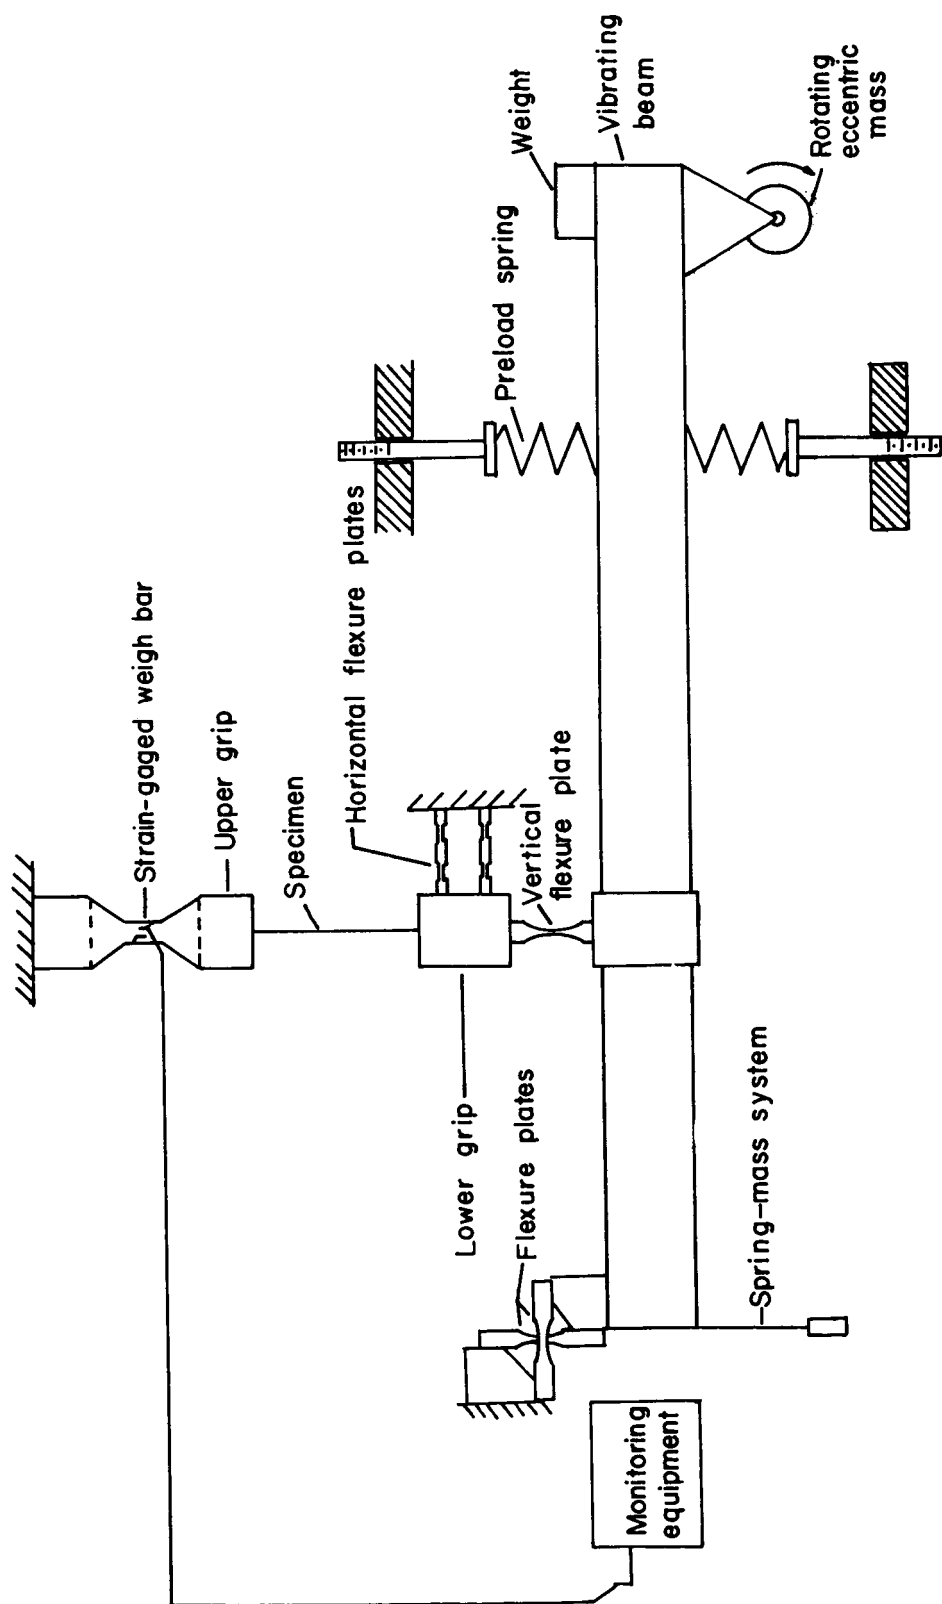 Strain-gaged weigh bar
Upper grip
Specimen
Horizontal flexure plates
Lower grip
Vertical
flexure plate
Flexure plates
Preload spring
Weight
Vibrating
beam
Rotating
eccentric
mass
Spring-mass system
Monitoring
equipment